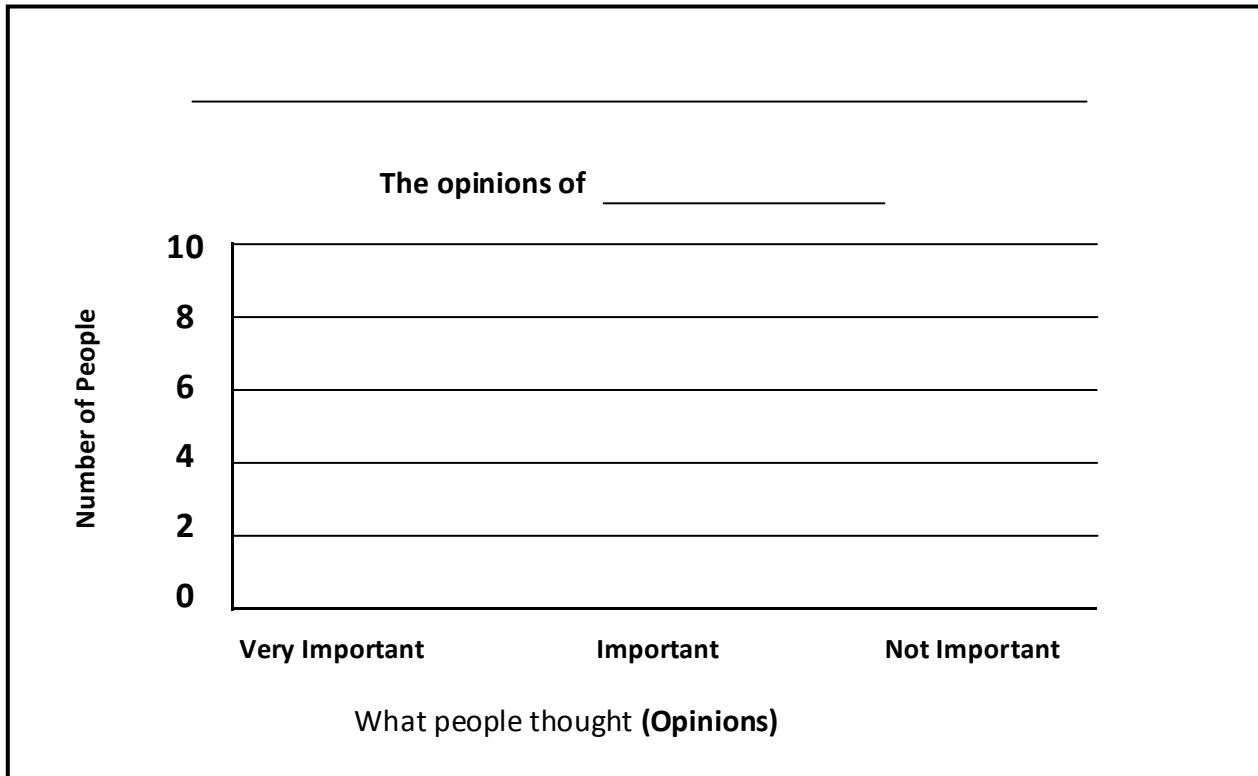 The opinions of
10
8
6
4
2
0
Number of People
Very Important Important Not Important
What people thought (Opinions)